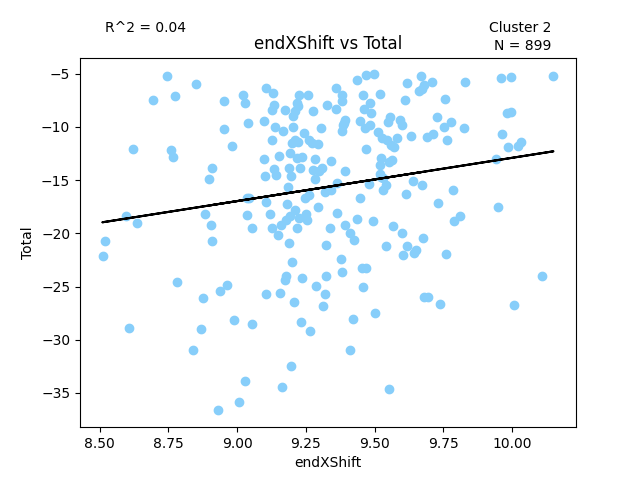 R^2 = 0.04
Cluster 2
N = 899
endXShift vs Total
Total
−5
−10
−15
−20
−25
−30
−35
8.50 8.75 9.00 9.25 9.50 9.75 10.00
endXShift